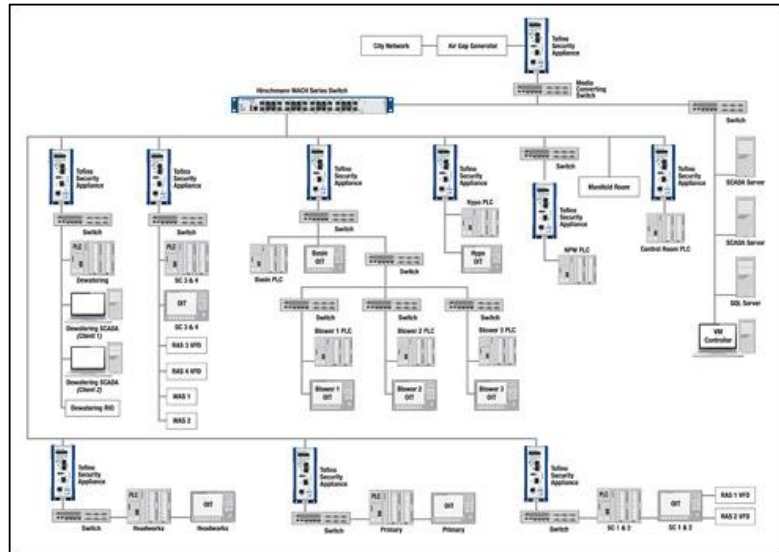 City Network
Air Gap Generator
Tofino
Security
Appliance
Media
Converting
Switch
Hirschmann MACH Series Switch
Switch
SCADA Server
SCADA Server
SQL Server
VM
Controller
Tofino
Security
Appliance
Switch
PLC
Dewatering
Dewatering SCADA
(Client 1)
Dewatering SCADA
(Client 2)
Dewatering RIO
Tofino
Security
Appliance
Switch
PLC
SC 3 & 4
OIT
SC 3 & 4
RAS 3 VFD
RAS 4 VFD
WAS 1
WAS 2
Tofino
Security
Appliance
Switch
Basin PLC
Basin
OIT
Switch
Switch
Blower 1 PLC
Blower 1
OIT
Switch
Blower 2 PLC
Blower 2
OIT
Switch
Blower 3 PLC
Blower 3
OIT
Tofino
Security
Appliance
Hypo PLC
Hypo
OIT
Switch
Tofino
Security
Appliance
NPW PLC
Manifold Room
Tofino
Security
Appliance
Control Room PLC
Tofino
Security
Appliance
Switch
PLC
Headworks
OIT
Headworks
Tofino
Security
Appliance
Switch
PLC
Primary
OIT
Primary
Tofino
Security
Appliance
Switch
PLC
SC 1 & 2
OIT
SC 1 & 2
RAS 1 VFD
RAS 2 VFD